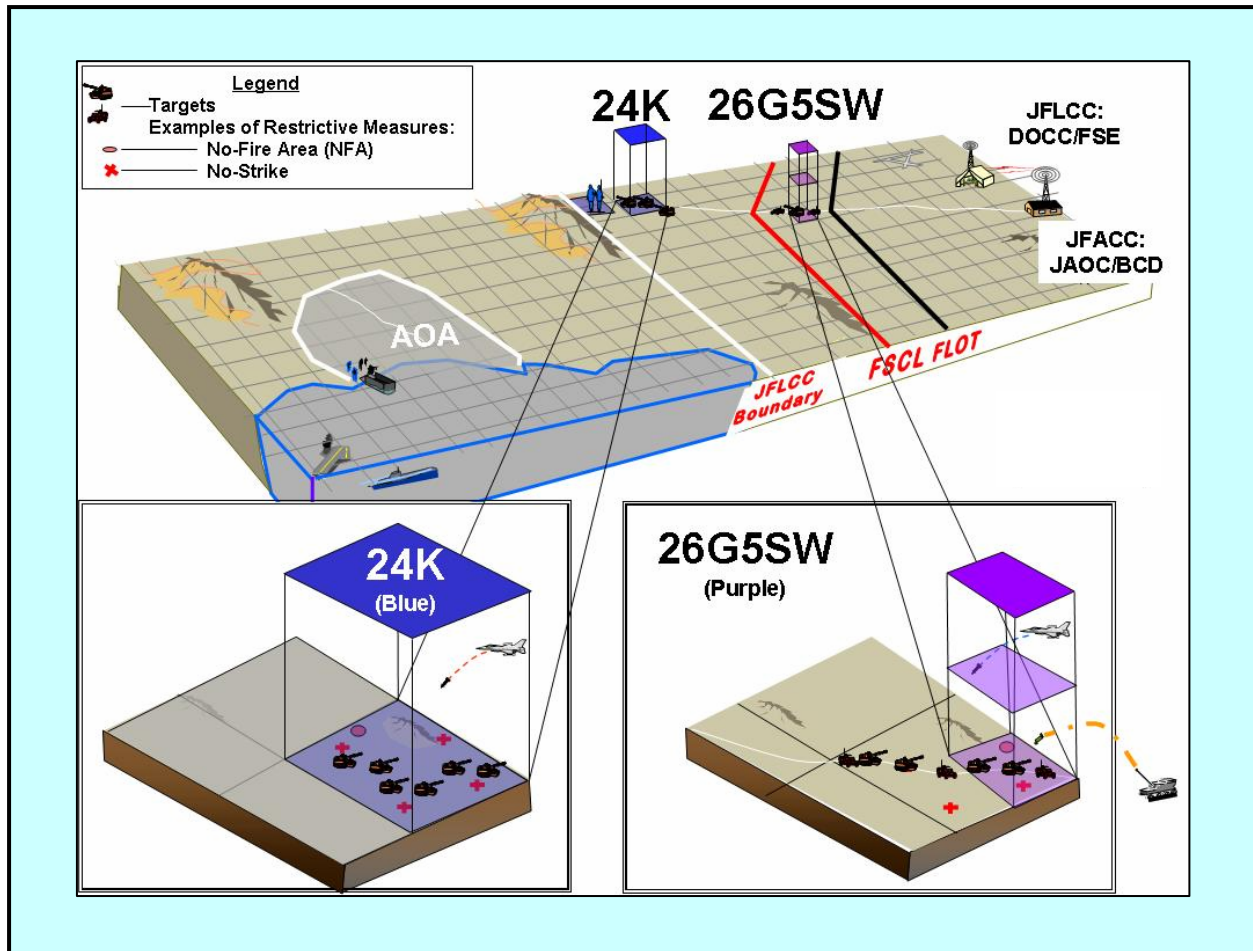 Legend
Targets
Examples of Restrictive Measures:
No-Fire Area (NFA)
No-Strike
24K
26G5SW
JFLCC:
DOCC/FSE
JFACC:
JAOC/BCD
AOA
JFLCC
Boundary
FSCL FLOT
24K
(Blue)
26G5SW
(Purple)